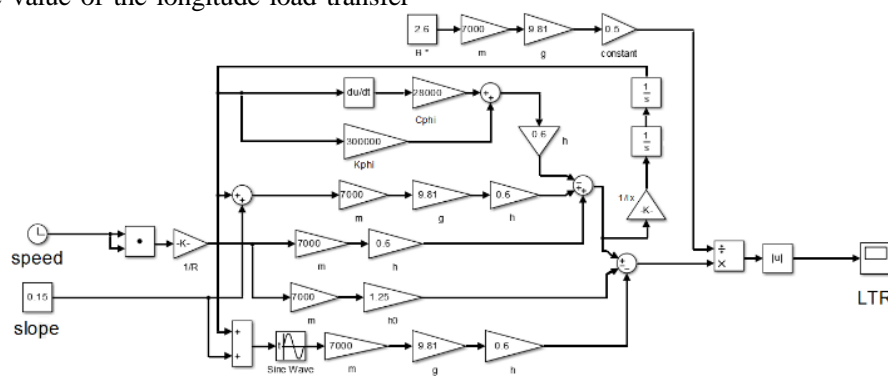 value of the longitude load transfer
2.6
7000
9.81
0.5
B *
m
g
constant
du/dt
28000
Cphi
300000
Kphi
0.6
h
1
s
1
s
-K-
1/Ix
7000
9.81
0.6
m
g
h
speed
-K-
1/R
7000
0.6
m
h
|u|
LTR
0.15
slope
7000
1.25
m
h0
Sine Wave
7000
9.81
0.6
m
g
h